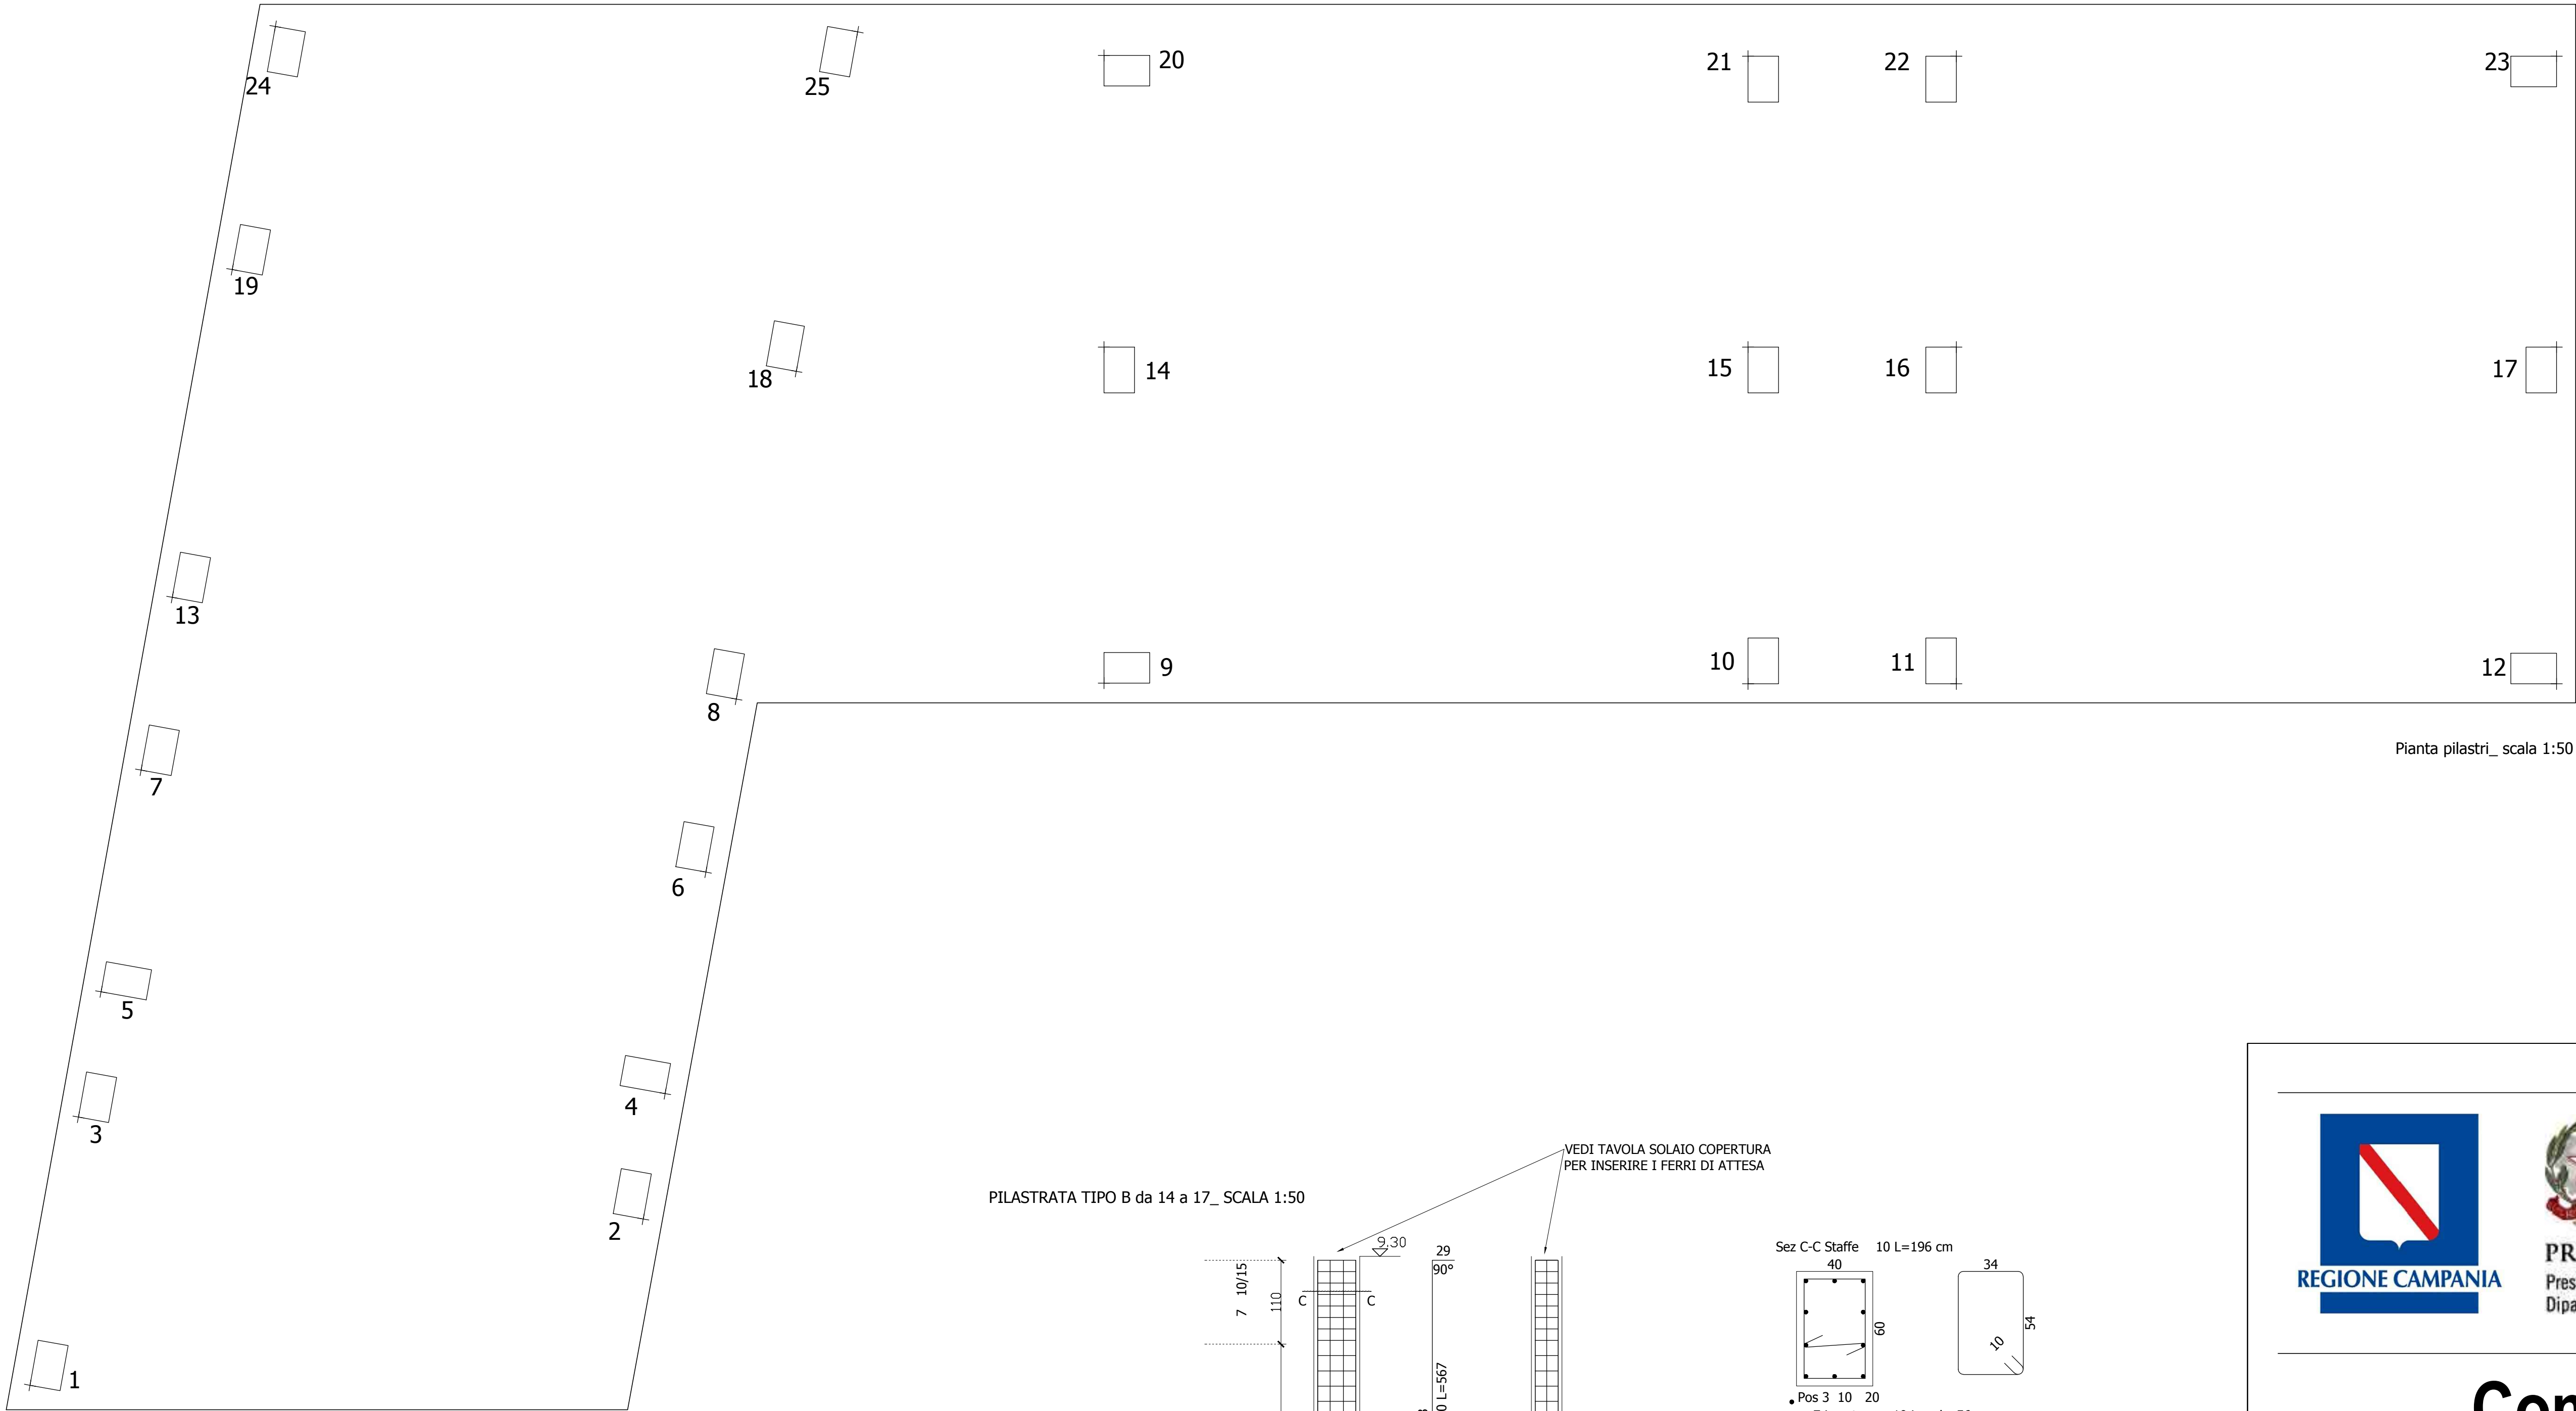 24
25
20
21
22
23
19
18
14
15
16
17
13
8
9
10
11
12
Pianta pilastri_ scala 1:50
7
6
5
4
3
2
1
VEDI TAVOLA SOLAIO COPERTURA
PER INSERIRE I FERRI DI ATTESA
PILASTRATA TIPO B da 14 a 17_ SCALA 1:50
9.30
29
90°
7 10/15
110
C
C
0 L=567
Sez C-C Staffe 10 L=196 cm
40
60
34
54
10
Pos 3 10 20
REGIONE CAMPANIA
PR
Pres
Dipa
Con